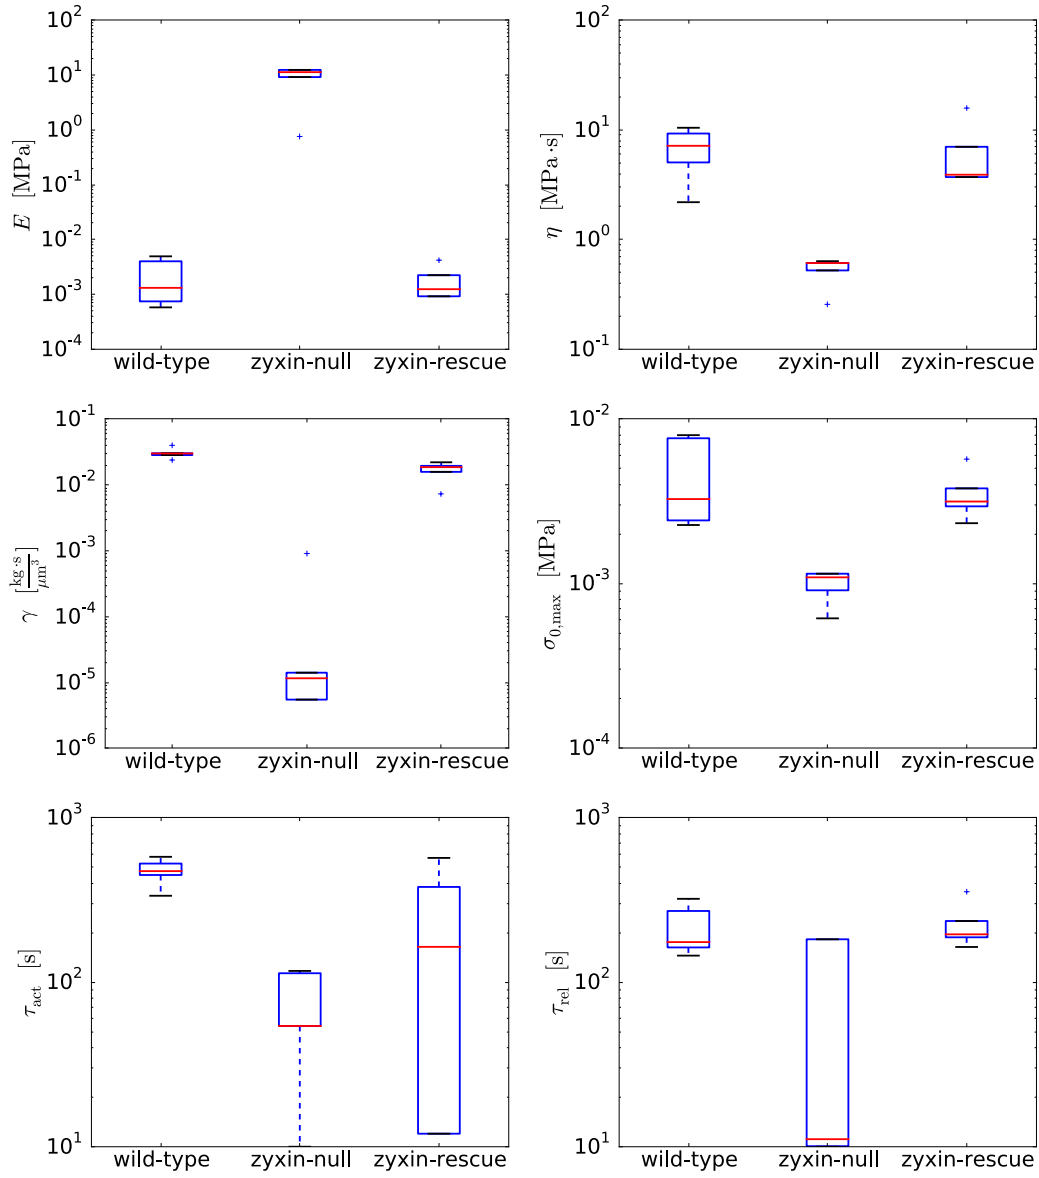 10^2
10^1
10^0
10^-1
10^-2
10^-3
10^-4
E [MPa]
wild-type zyxin-null zyxin-rescue
10^2
10^1
10^0
10^-1
η [MPa·s]
wild-type zyxin-null zyxin-rescue
10^-1
10^-2
10^-3
10^-4
10^-5
10^-6
γ [kg·s/μm^3]
wild-type zyxin-null zyxin-rescue
10^-2
10^-3
10^-4
σ_0,max [MPa]
wild-type zyxin-null zyxin-rescue
10^3
10^2
10^1
τ_act [s]
wild-type zyxin-null zyxin-rescue
10^3
10^2
10^1
τ_rel [s]
wild-type zyxin-null zyxin-rescue